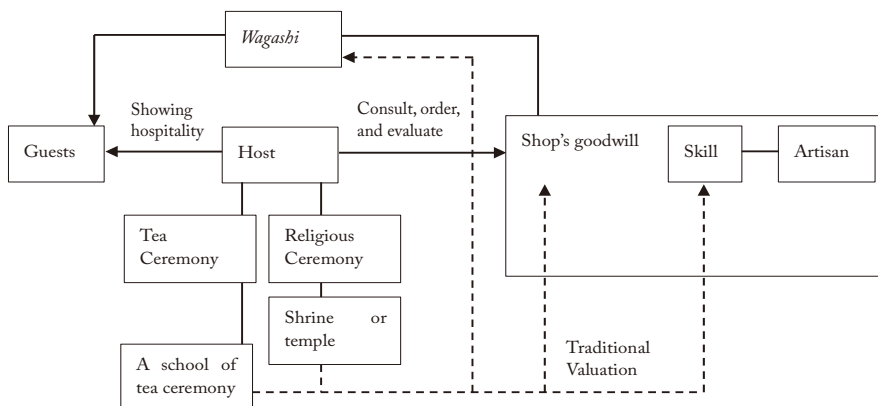 Wagashi
Showing
hospitality
Consult, order,
and evaluate
Guests
Host
Shop's goodwill
Skill
Artisan
Tea
Ceremony
Religious
Ceremony
Shrine or
temple
A school of
tea ceremony
Traditional
Valuation